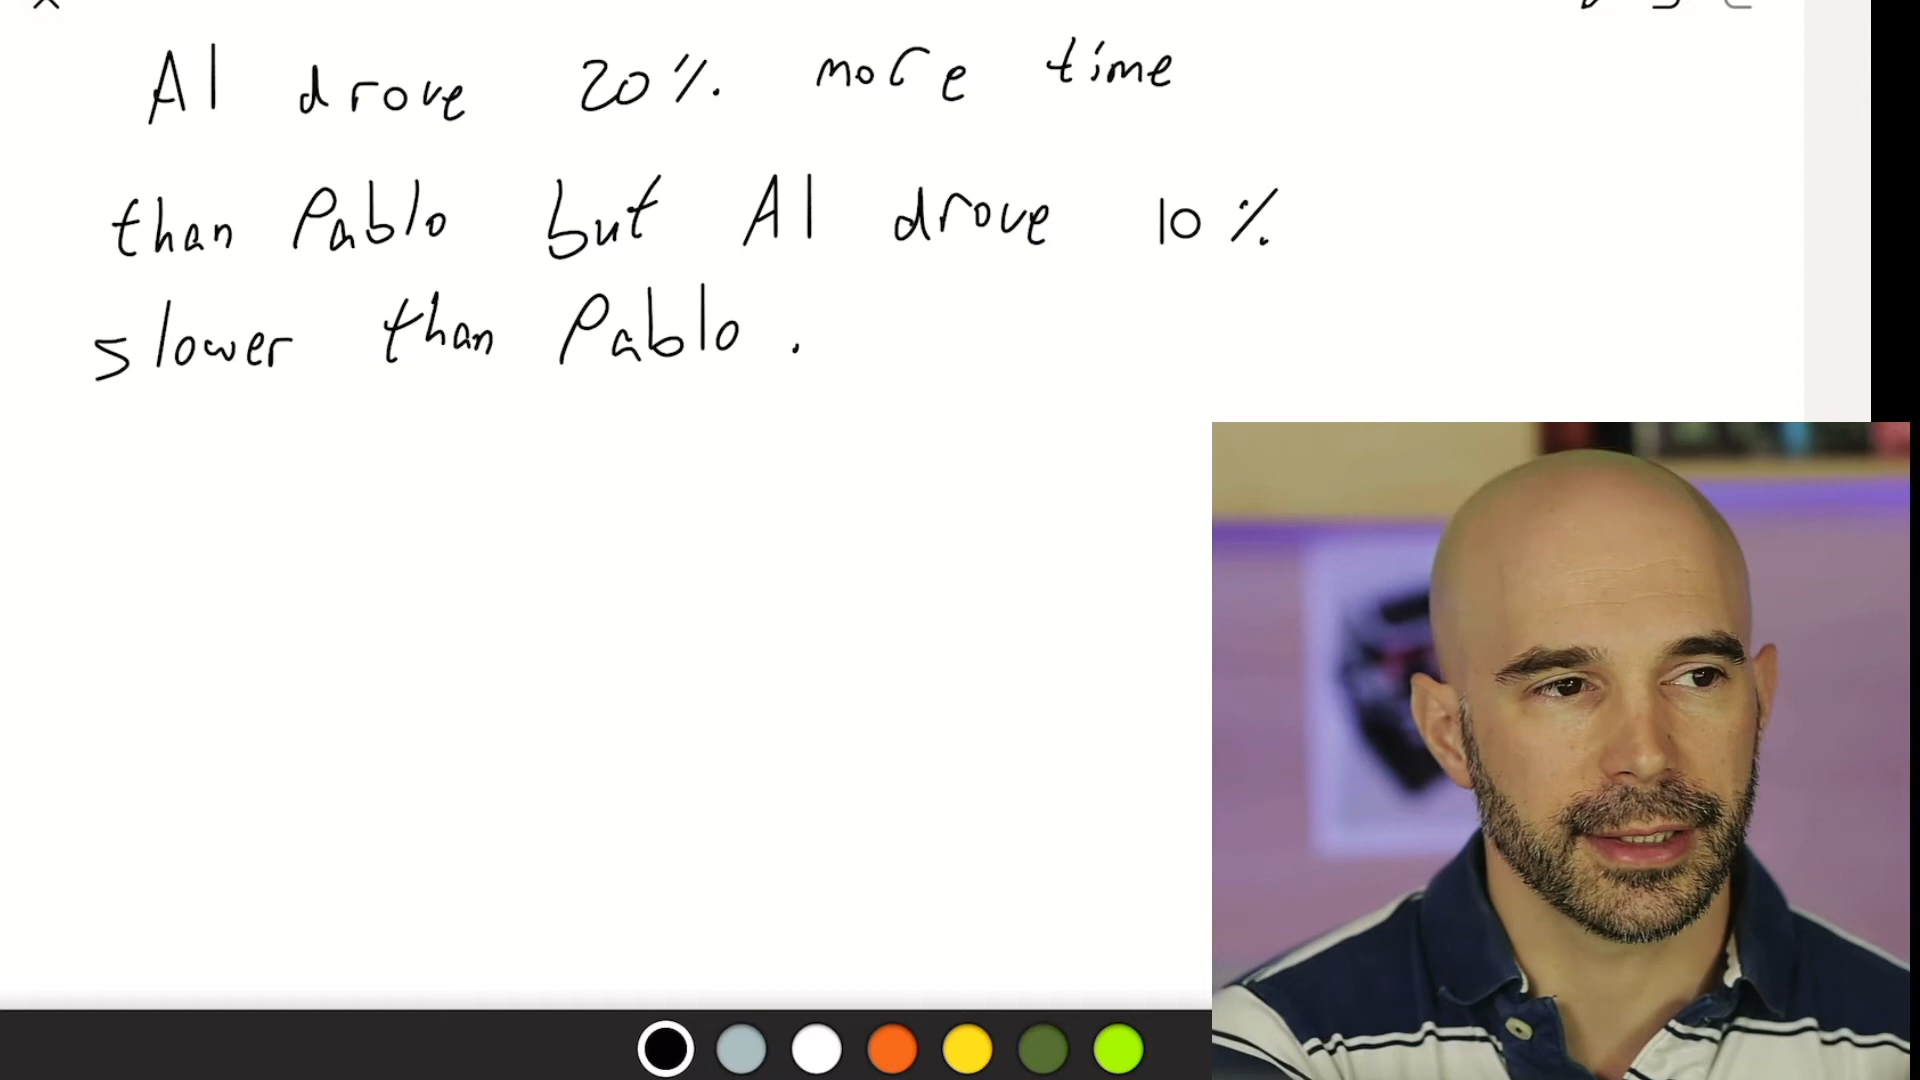 Al drove 20% more time
than Pablo but Al drove 10%
slower than Pablo.